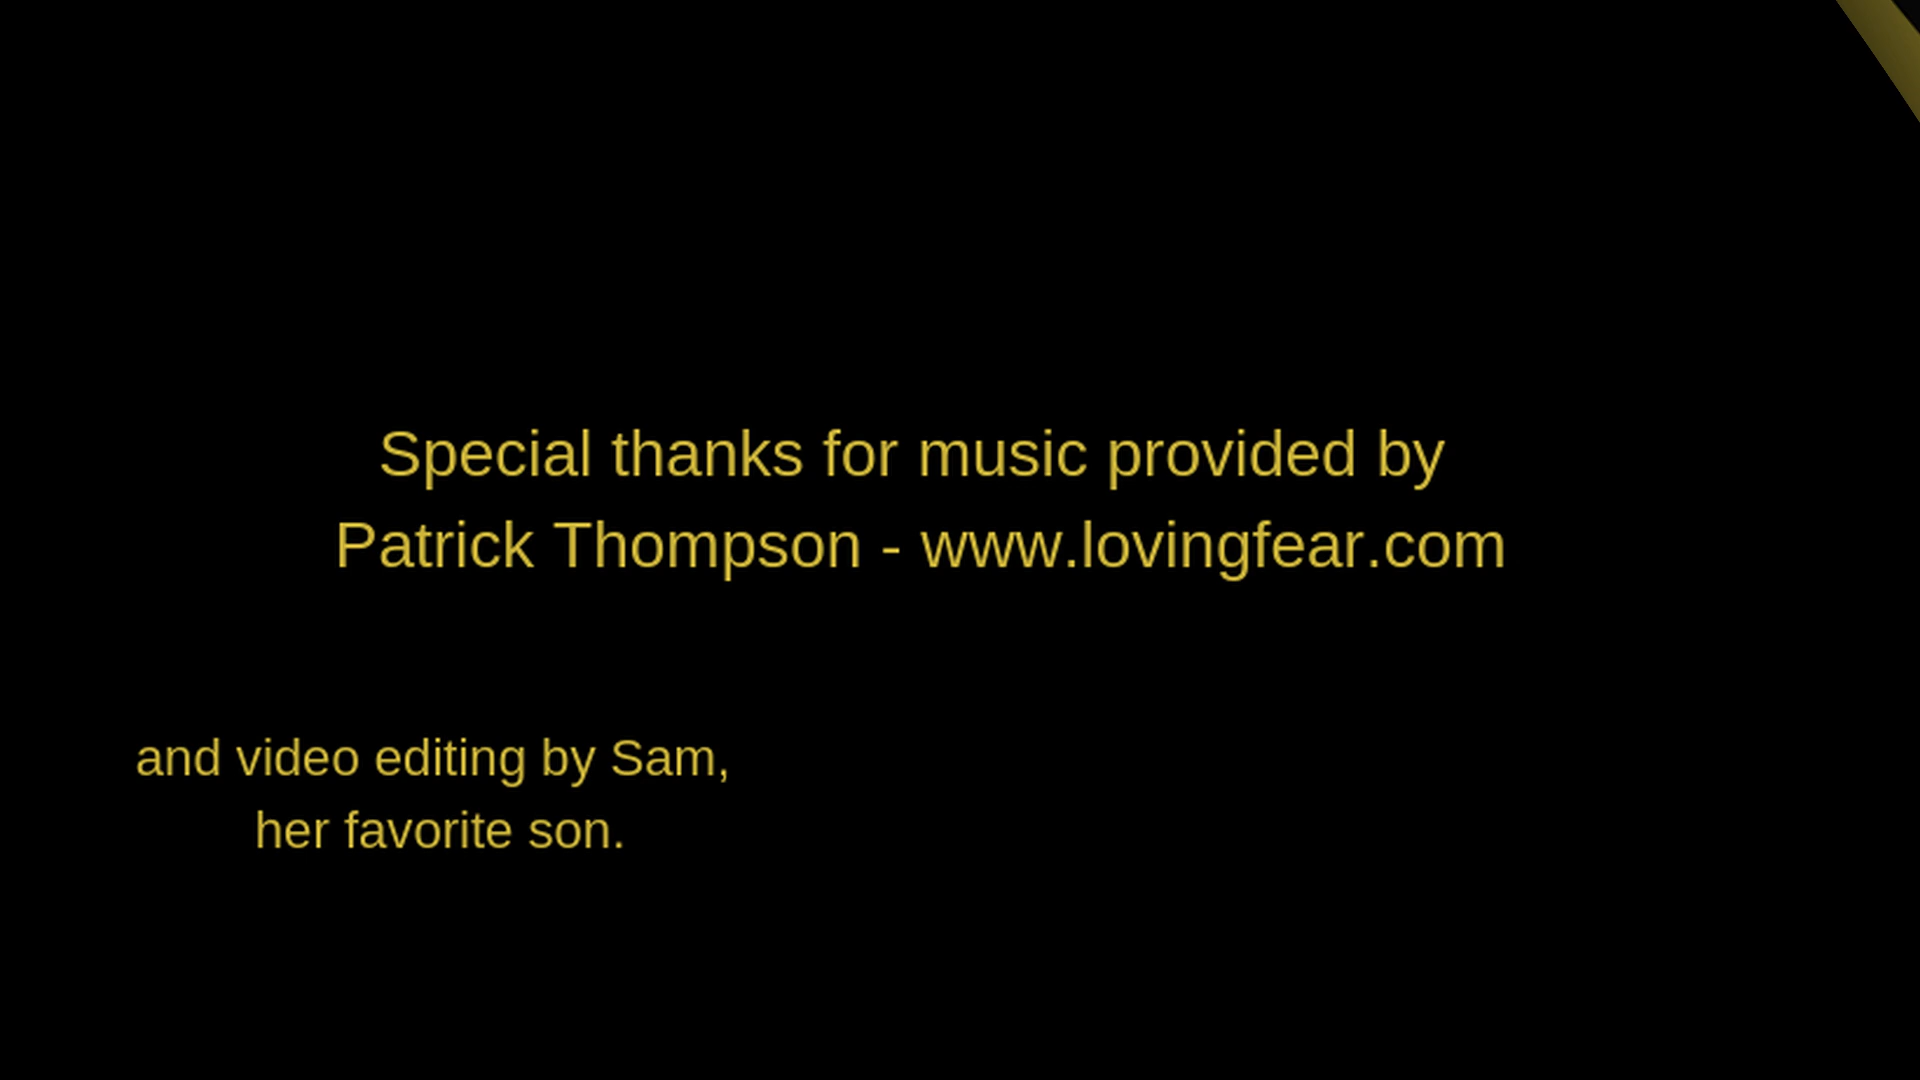 Special thanks for music provided by
Patrick Thompson - www.lovingfear.com
and video editing by Sam,
her favorite son.